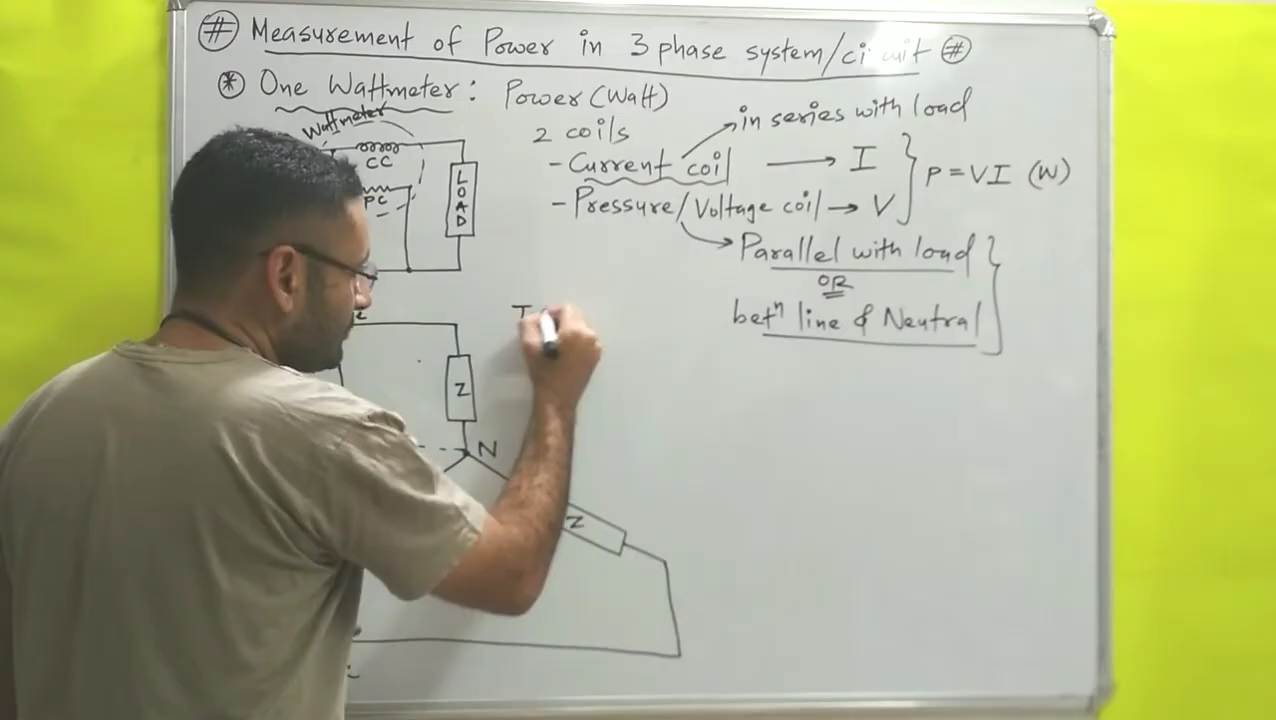 # Measurement of Power in 3 phase system/circuit #
* One Wattmeter: Power (Watt)
Wattmeter
2 coils
in series with load
CC
- Current coil → I
P = VI (W)
PC
- Pressure/Voltage coil → V
LOAD
Parallel with load
OR
betⁿ line & Neutral
T
Z
N
Z